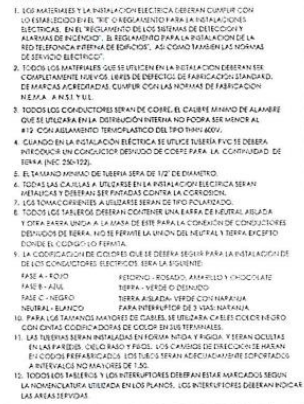 1. LOS MATERIALES Y LA INSTALACION ELECTRICA DEBERAN CUMPLIR CON
LO ESTABLECIDO EN EL "RIE" O REGLAMENTO PARA LA INSTALACIONES
ELECTRICAS, EN EL "REGLAMENTO DE LOS SISTEMAS DE DETECCION Y
ALARMAS DE INCENDIO", EL REGLAMENTO PARA LA INSTALACION DE LA
RED TELEFONICA INTERNA DE EDIFICIOS", ASI COMO TAMBIEN LAS NORMAS
DE SERVICIO ELECTRICO".
2. TODOS LOS MATERIALES QUE SE UTILICEN EN LA INSTALACION DEBERAN SER
COMPLETAMENTE NUEVOS, LIBRES DE DEFECTOS DE FABRICACION STANDARD,
DE MARCAS ACREDITADAS, CUMPLIR CON LAS NORMAS DE FABRICACION
N.E.M.A. A N.S.I. Y U.L.
3. TODOS LOS CONDUCTORES SERAN DE COBRE, EL CALIBRE MINIMO DE ALAMBRE
QUE SE UTILIZARA EN LA DISTRIBUCION INTERNA NO PODRA SER MENOR AL
#12 CON AISLAMIENTO TERMOPLASTICO DEL TIPO THHN 600V.
4. CUANDO EN LA INSTALACIÓN ELÉCTRICA SE UTILICE TUBERÍA PVC SE DEBERA
INTRODUCIR UN CONDUCTOR DESNUDO DE COBRE PARA LA CONTINUIDAD DE
TIERRA (NEC 250-122).
5. EL TAMANO MINIMO DE TUBERIA SERA DE 1/2" DE DIAMETRO.
6. TODAS LAS CAJILLAS A UTILIZARSE EN LA INSTALACION ELECTRICA SERAN
METALICAS Y DEBERAN SER PINTADAS CONTRA LA CORROSION.
7. LOS TOMACORRIENTES A UTILIZARSE SERAN DE TIPO POLARIZADO.
8. TODOS LOS TABLEROS DEBERAN CONTENER UNA BARRA DE NEUTRAL AISLADA
Y OTRA BARRA UNICA A LA MASA DE ESTE PARA LA CONEXIÓN DE CONDUCTORES
DESNUDOS DE TIERRA. NO SE PERMITE LA UNION DEL NEUTRAL Y TIERRA EXCEPTO
DONDE EL CODIGO LO PERMITA.
9. LA CODIFICACION DE COLORES QUE SE DEBERA SEGUIR PARA LA INSTALACION DE
DE LOS CONDUCTORES ELECTRICOS, SERA LA SIGUIENTE:
FASE A - ROJO RETORNO - ROSADO, AMARILLO Y CHOCOLATE
FASE B - AZUL TIERRA - VERDE O DESNUDO
FASE C - NEGRO TIERRA AISLADA: VERDE CON NARANJA
NEUTRAL - BLANCO PARA INTERRUPTOR DE 3 VIAS: NARANJA
10. PARA LOS TAMANOS MAYORES DE CABLES, SE UTILIZARA CABLES COLOR NEGRO
CON CINTAS CODIFICADORAS DE COLOR EN SUS TERMINALES.
11. LAS TUBERIAS SERAN INSTALADAS EN FORMA RIGIDA Y SERAN OCULTAS
EN LAS PAREDES, CIELO RASO Y PISOS. LOS CAMBIOS DE DIRECCION SE HARAN
EN CODOS PREFABRICADOS. LOS TUBOS SERAN ADECUADAMENTE SOPORTADOS
A INTERVALOS NO MAYORES DE 1.50.
12. TODOS LOS TABLEROS Y LOS INTERRUPTORES DEBERAN ESTAR MARCADOS SEGUN
LA NOMENCLATURA UTILIZADA EN LOS PLANOS. LOS INTERRUPTORES DEBERAN INDICAR
LAS AREAS SERVIDAS.